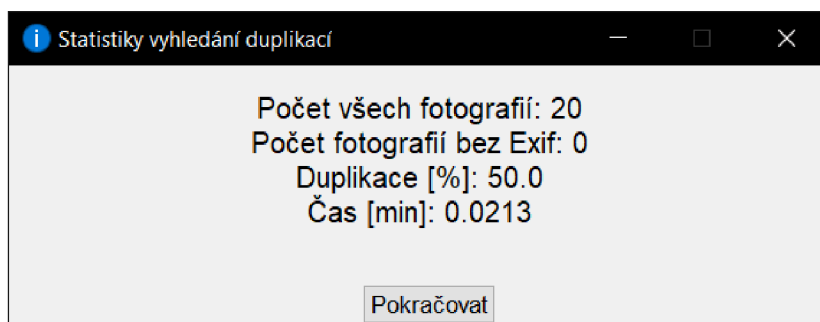 Statistiky vyhledání duplikací
Počet všech fotografií: 20
Počet fotografií bez Exif: 0
Duplikace [%]: 50.0
Čas [min]: 0.0213
Pokračovat